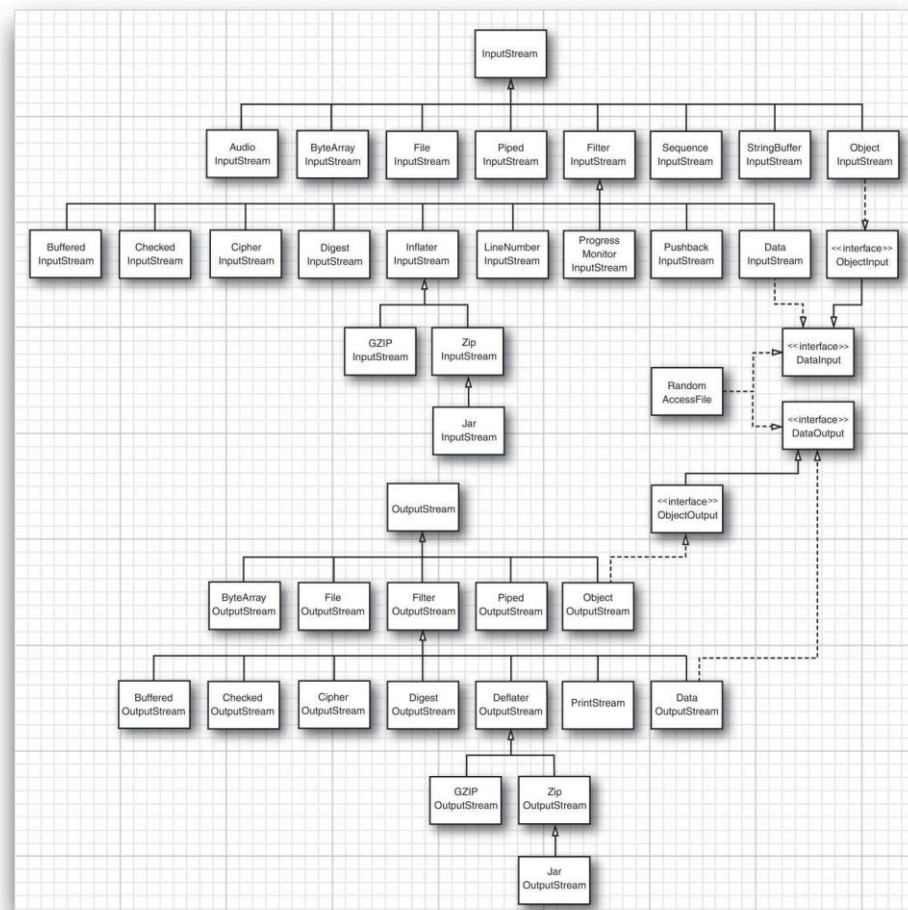 InputStream
Audio
InputStream
ByteArray
InputStream
File
InputStream
Piped
InputStream
Filter
InputStream
Sequence
InputStream
StringBuffer
InputStream
Object
InputStream
Buffered
InputStream
Checked
InputStream
Cipher
InputStream
Digest
InputStream
Inflater
InputStream
LineNumber
InputStream
Progress
Monitor
InputStream
Pushback
InputStream
Data
InputStream
<<interface>>
ObjectInput
GZIP
InputStream
Zip
InputStream
<<interface>>
DataInput
Random
AccessFile
Jar
InputStream
<<interface>>
DataOutput
OutputStream
<<interface>>
ObjectOutput
ByteArray
OutputStream
File
OutputStream
Filter
OutputStream
Piped
OutputStream
Object
OutputStream
Buffered
OutputStream
Checked
OutputStream
Cipher
OutputStream
Digest
OutputStream
Deflater
OutputStream
PrintStream
Data
OutputStream
GZIP
OutputStream
Zip
OutputStream
Jar
OutputStream